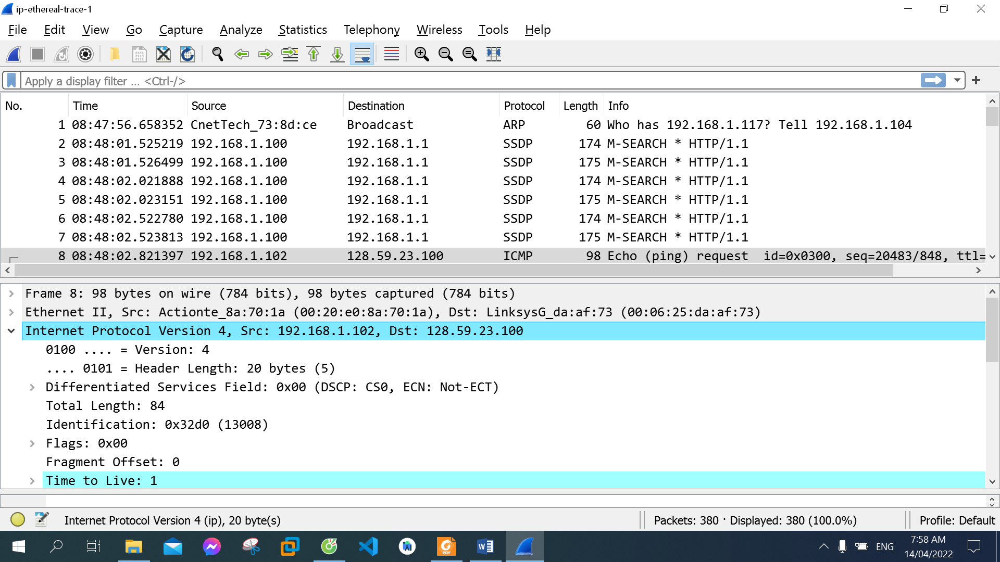 ip-ethereal-trace-1
File Edit View Go Capture Analyze Statistics Telephony Wireless Tools Help
Apply a display filter ... <Ctrl-/>
No. Time Source Destination Protocol Length Info
1 08:47:56.658352 CnetTech_73:8d:ce Broadcast ARP 60 Who has 192.168.1.117? Tell 192.168.1.104
2 08:48:01.525219 192.168.1.100 192.168.1.1 SSDP 174 M-SEARCH * HTTP/1.1
3 08:48:01.526499 192.168.1.100 192.168.1.1 SSDP 175 M-SEARCH * HTTP/1.1
4 08:48:02.021888 192.168.1.100 192.168.1.1 SSDP 174 M-SEARCH * HTTP/1.1
5 08:48:02.023151 192.168.1.100 192.168.1.1 SSDP 175 M-SEARCH * HTTP/1.1
6 08:48:02.522780 192.168.1.100 192.168.1.1 SSDP 174 M-SEARCH * HTTP/1.1
7 08:48:02.523813 192.168.1.100 192.168.1.1 SSDP 175 M-SEARCH * HTTP/1.1
8 08:48:02.821397 192.168.1.102 128.59.23.100 ICMP 98 Echo (ping) request id=0x0300, seq=20483/848, ttl=
Frame 8: 98 bytes on wire (784 bits), 98 bytes captured (784 bits)
Ethernet II, Src: Actionte_8a:70:1a (00:20:e0:8a:70:1a), Dst: LinksysG_da:af:73 (00:06:25:da:af:73)
Internet Protocol Version 4, Src: 192.168.1.102, Dst: 128.59.23.100
0100 .... = Version: 4
.... 0101 = Header Length: 20 bytes (5)
Differentiated Services Field: 0x00 (DSCP: CS0, ECN: Not-ECT)
Total Length: 84
Identification: 0x32d0 (13008)
Flags: 0x00
Fragment Offset: 0
Time to Live: 1
Internet Protocol Version 4 (ip), 20 byte(s) Packets: 380 · Displayed: 380 (100.0%) Profile: Default
ENG 7:58 AM
14/04/2022